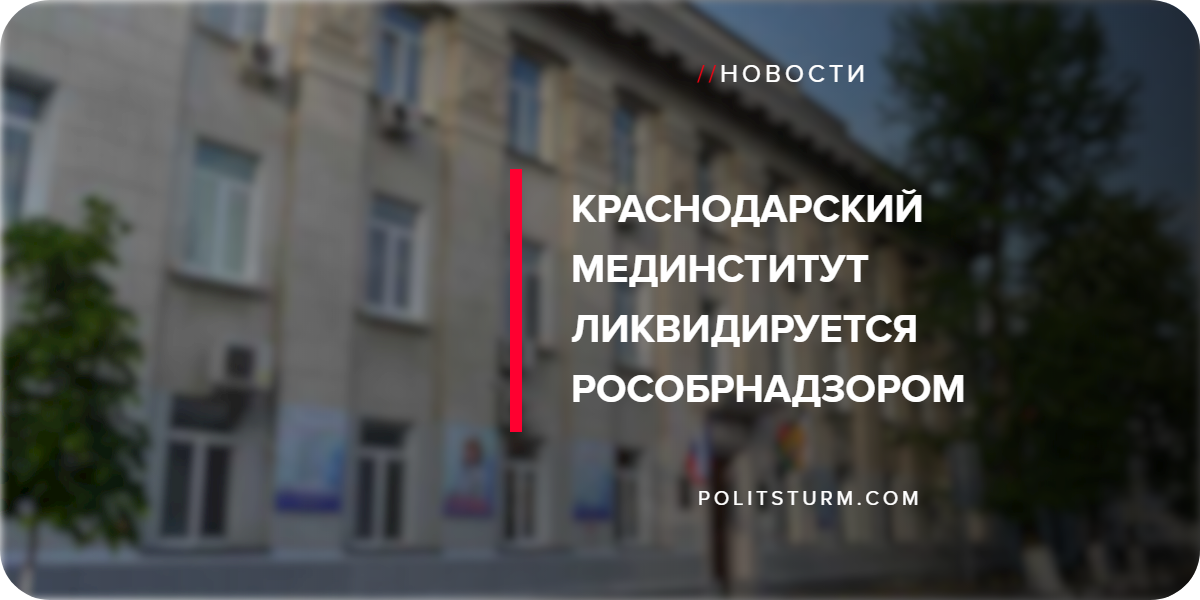 //НОВОСТИ
КРАСНОДАРСКИЙ
МЕДИНСТИТУТ
ЛИКВИДИРУЕТСЯ
РОСОБРНАДЗОРОМ
POLITSTURM.COM